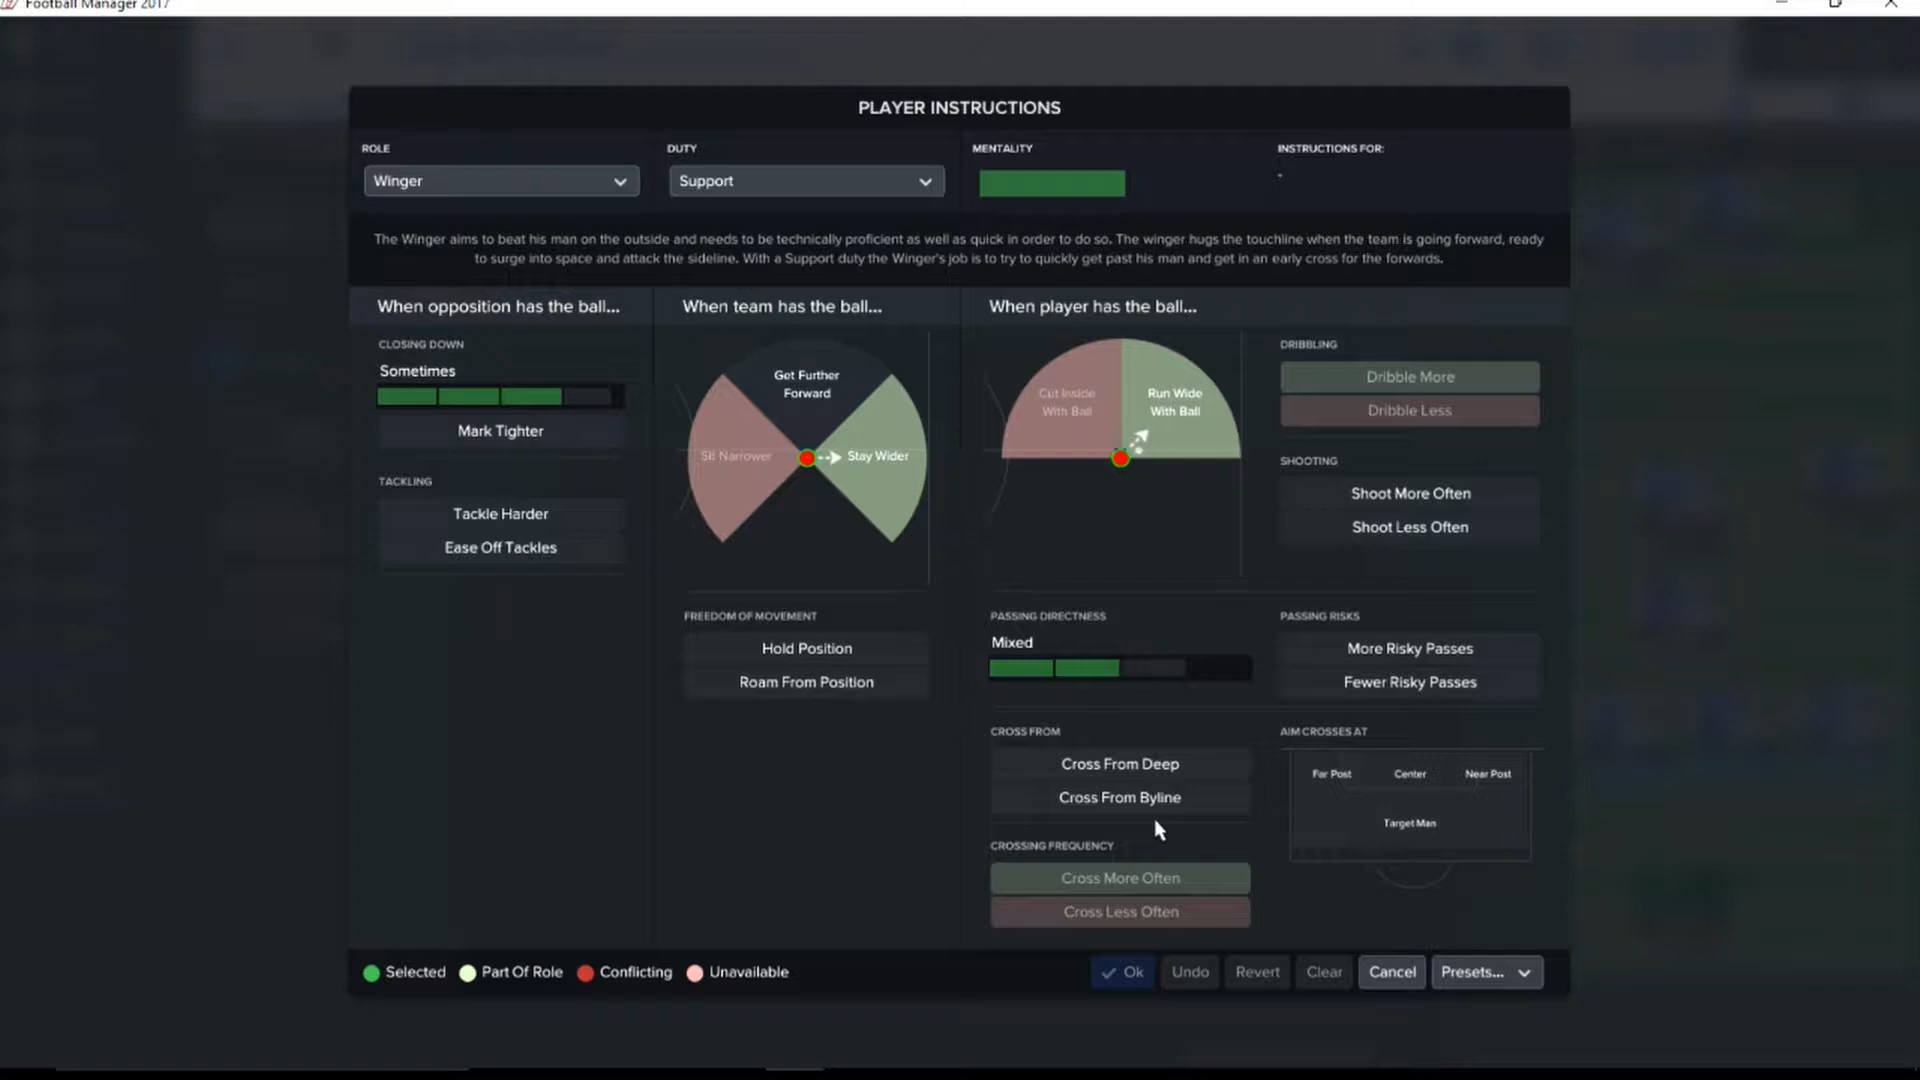 Football Manager 2017
PLAYER INSTRUCTIONS
ROLE
DUTY
MENTALITY
INSTRUCTIONS FOR:
Winger
Support
-
The Winger aims to beat his man on the outside and needs to be technically proficient as well as quick in order to do so. The winger hugs the touchline when the team is going forward, ready
to surge into space and attack the sideline. With a Support duty the Winger's job is to try to quickly get past his man and get in an early cross for the forwards.
When opposition has the ball...
When team has the ball...
When player has the ball...
CLOSING DOWN
Sometimes
Mark Tighter
TACKLING
Tackle Harder
Ease Off Tackles
Get Further
Forward
Sit Narrower
Stay Wider
FREEDOM OF MOVEMENT
Hold Position
Roam From Position
Cut Inside
With Ball
Run Wide
With Ball
DRIBBLING
Dribble More
Dribble Less
SHOOTING
Shoot More Often
Shoot Less Often
PASSING DIRECTNESS
Mixed
PASSING RISKS
More Risky Passes
Fewer Risky Passes
CROSS FROM
Cross From Deep
Cross From Byline
AIM CROSSES AT
Far Post
Center
Near Post
Target Man
CROSSING FREQUENCY
Cross More Often
Cross Less Often
Selected
Part Of Role
Conflicting
Unavailable
Ok
Undo
Revert
Clear
Cancel
Presets...